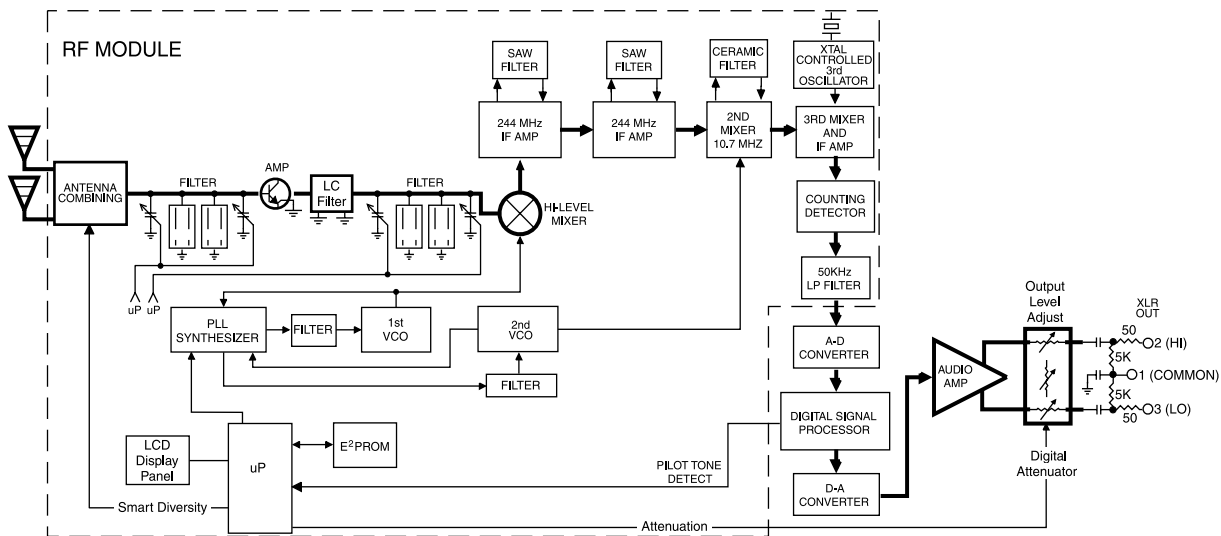 RF MODULE
SAW
FILTER
SAW
FILTER
CERAMIC
FILTER
XTAL
CONTROLLED
3rd
OSCILLATOR
244 MHz
IF AMP
244 MHz
IF AMP
2ND
MIXER
10.7 MHZ
3RD MIXER
AND
IF AMP
ANTENNA
COMBINING
FILTER
AMP
LC
Filter
FILTER
HI-LEVEL
MIXER
COUNTING
DETECTOR
50KHz
LP FILTER
uP
uP
PLL
SYNTHESIZER
FILTER
1st
VCO
2nd
VCO
FILTER
A-D
CONVERTER
AUDIO
AMP
Output
Level
Adjust
XLR
OUT
50
2 (HI)
5K
1 (COMMON)
5K
3 (LO)
50
Digital
Attenuator
DIGITAL SIGNAL
PROCESSOR
LCD
Display
Panel
uP
E2PROM
PILOT TONE
DETECT
D-A
CONVERTER
Smart Diversity
Attenuation